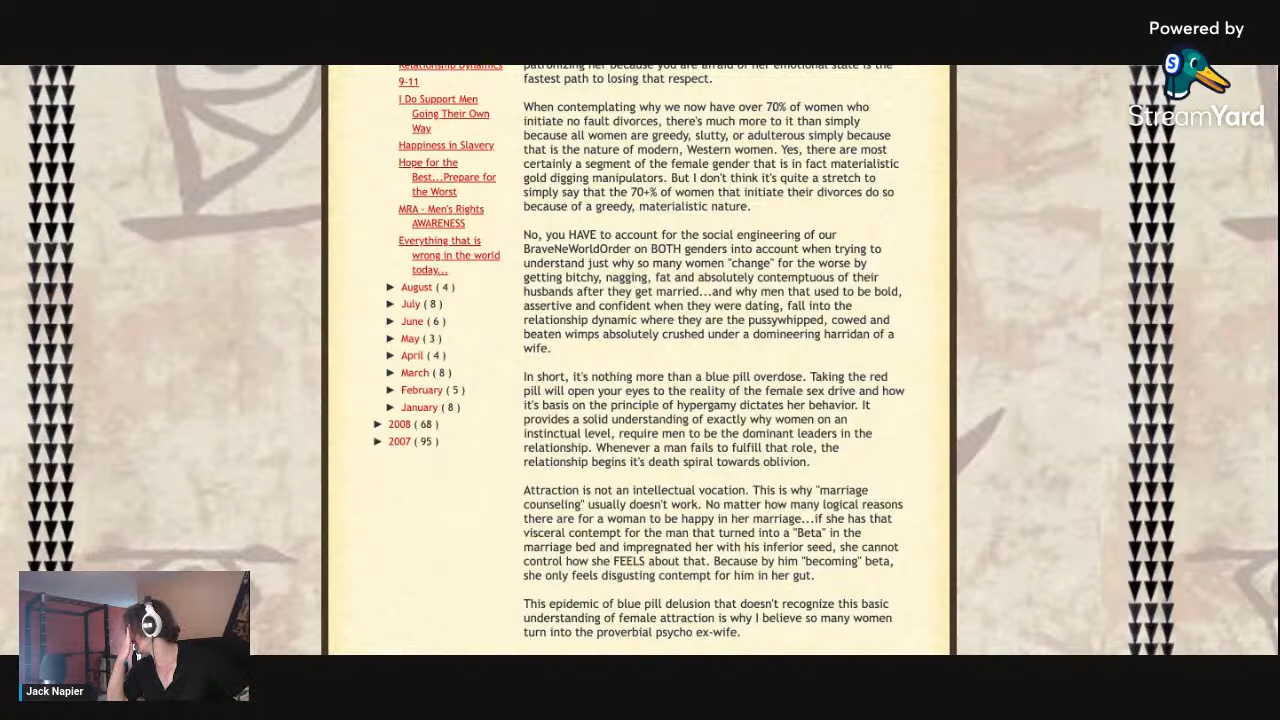 Powered by
StreamYard
Relationship Dynamics
9-11
I Do Support Men
Going Their Own
Way
Happiness in Slavery
Hope for the
Best...Prepare for
the Worst
MRA - Men's Rights
AWARENESS
Everything that is
wrong in the world
today...
► August ( 4 )
► July ( 8 )
► June ( 6 )
► May ( 3 )
► April ( 4 )
► March ( 8 )
► February ( 5 )
► January ( 8 )
► 2008 ( 68 )
► 2007 ( 95 )
patronizing her because you are afraid of her emotional state is the
fastest path to losing that respect.
When contemplating why we now have over 70% of women who
initiate no fault divorces, there's much more to it than simply
because all women are greedy, slutty, or adulterous simply because
that is the nature of modern, Western women. Yes, there are most
certainly a segment of the female gender that is in fact materialistic
gold digging manipulators. But I don't think it's quite a stretch to
simply say that the 70+% of women that initiate their divorces do so
because of a greedy, materialistic nature.
No, you HAVE to account for the social engineering of our
BraveNeWorldOrder on BOTH genders into account when trying to
understand just why so many women "change" for the worse by
getting bitchy, nagging, fat and absolutely contemptuous of their
husbands after they get married...and why men that used to be bold,
assertive and confident when they were dating, fall into the
relationship dynamic where they are the pussywhipped, cowed and
beaten wimps absolutely crushed under a domineering harridan of a
wife.
In short, it's nothing more than a blue pill overdose. Taking the red
pill will open your eyes to the reality of the female sex drive and how
it's basis on the principle of hypergamy dictates her behavior. It
provides a solid understanding of exactly why women on an
instinctual level, require men to be the dominant leaders in the
relationship. Whenever a man fails to fulfill that role, the
relationship begins it's death spiral towards oblivion.
Attraction is not an intellectual vocation. This is why "marriage
counseling" usually doesn't work. No matter how many logical reasons
there are for a woman to be happy in her marriage...if she has that
visceral contempt for the man that turned into a "Beta" in the
marriage bed and impregnated her with his inferior seed, she cannot
control how she FEELS about that. Because by him "becoming" beta,
she only feels disgusting contempt for him in her gut.
This epidemic of blue pill delusion that doesn't recognize this basic
understanding of female attraction is why I believe so many women
turn into the proverbial psycho ex-wife.
Jack Napier